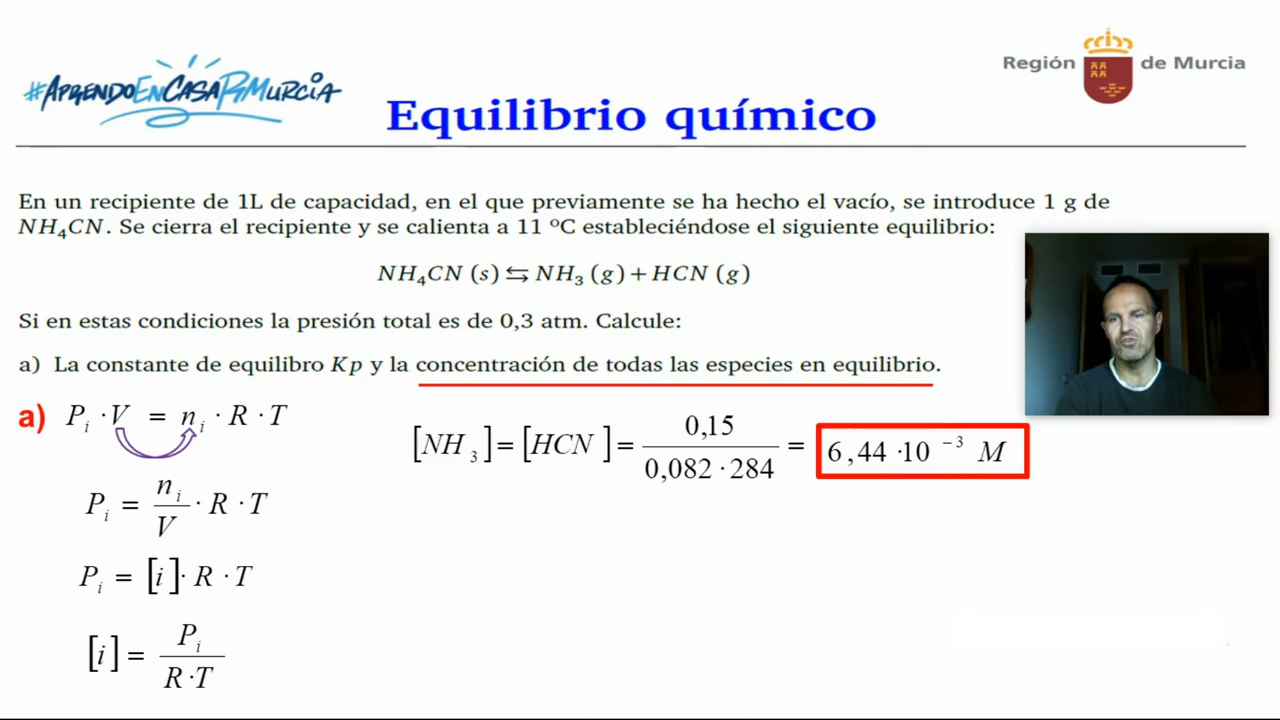 #APRENDOENCASARMURCIA
Región de Murcia
Equilibrio químico
En un recipiente de 1L de capacidad, en el que previamente se ha hecho el vacío, se introduce 1 g de
NH₄CN. Se cierra el recipiente y se calienta a 11 ºC estableciéndose el siguiente equilibrio:
NH₄CN (s) ⇆ NH₃ (g) + HCN (g)
Si en estas condiciones la presión total es de 0,3 atm. Calcule:
a) La constante de equilibro Kp y la concentración de todas las especies en equilibrio.
a) Pᵢ · V = nᵢ · R · T
[NH₃] = [HCN] = 0,15 / 0,082 · 284 = 6,44 · 10⁻³ M
Pᵢ = nᵢ / V · R · T
Pᵢ = [i] · R · T
[i] = Pᵢ / R · T